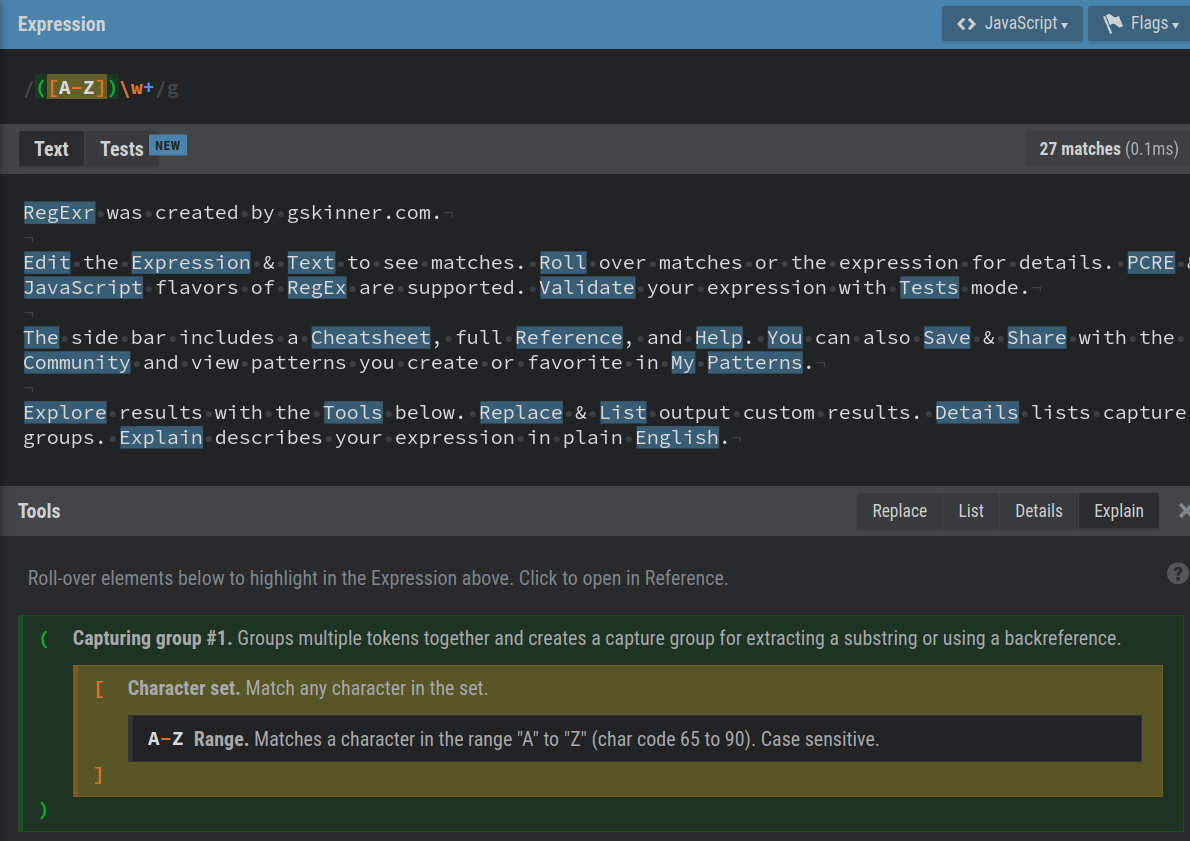 Expression
JavaScript
Flags
/([A-Z])\w+/g
Text
Tests NEW
27 matches (0.1ms)
RegExr was created by gskinner.com.
Edit the Expression & Text to see matches. Roll over matches or the expression for details. PCRE &
JavaScript flavors of RegEx are supported. Validate your expression with Tests mode.
The side bar includes a Cheatsheet, full Reference, and Help. You can also Save & Share with the
Community and view patterns you create or favorite in My Patterns.
Explore results with the Tools below. Replace & List output custom results. Details lists capture
groups. Explain describes your expression in plain English.
Tools
Replace
List
Details
Explain
Roll-over elements below to highlight in the Expression above. Click to open in Reference.
?
( Capturing group #1. Groups multiple tokens together and creates a capture group for extracting a substring or using a backreference.
[ Character set. Match any character in the set.
A-Z Range. Matches a character in the range "A" to "Z" (char code 65 to 90). Case sensitive.
]
)